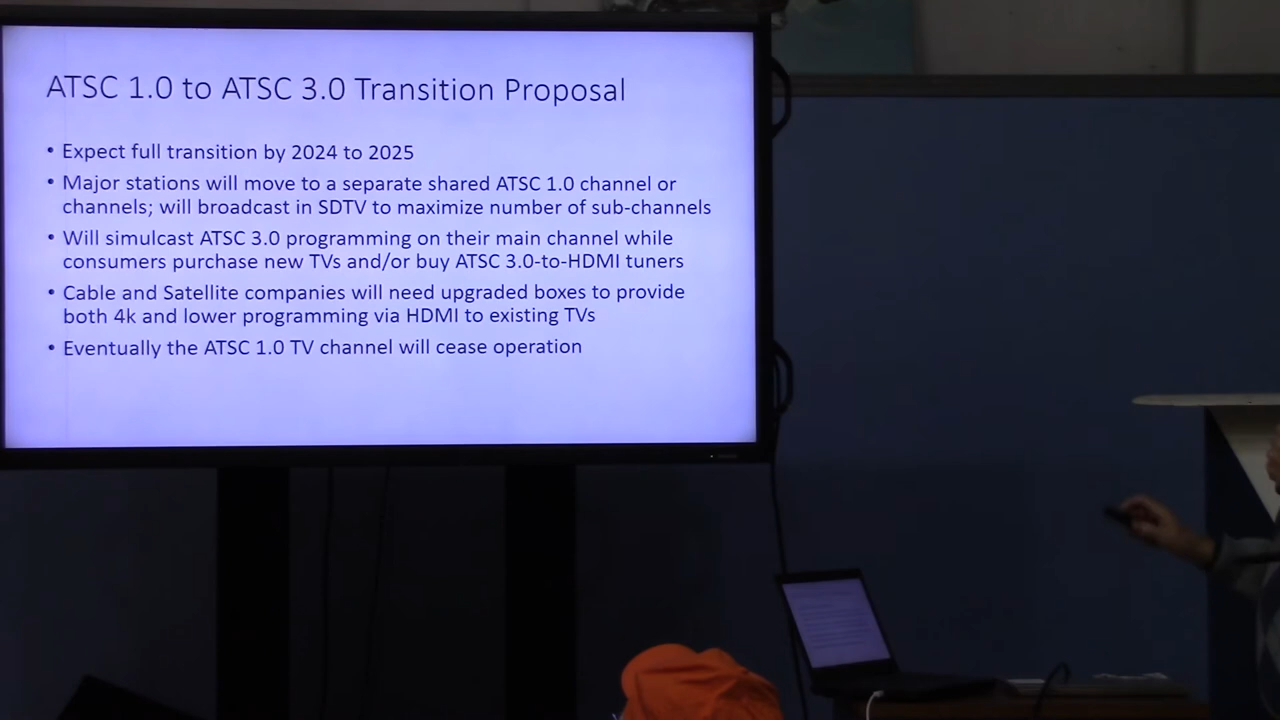 ATSC 1.0 to ATSC 3.0 Transition Proposal
• Expect full transition by 2024 to 2025
• Major stations will move to a separate shared ATSC 1.0 channel or
channels; will broadcast in SDTV to maximize number of sub-channels
• Will simulcast ATSC 3.0 programming on their main channel while
consumers purchase new TVs and/or buy ATSC 3.0-to-HDMI tuners
• Cable and Satellite companies will need upgraded boxes to provide
both 4k and lower programming via HDMI to existing TVs
• Eventually the ATSC 1.0 TV channel will cease operation